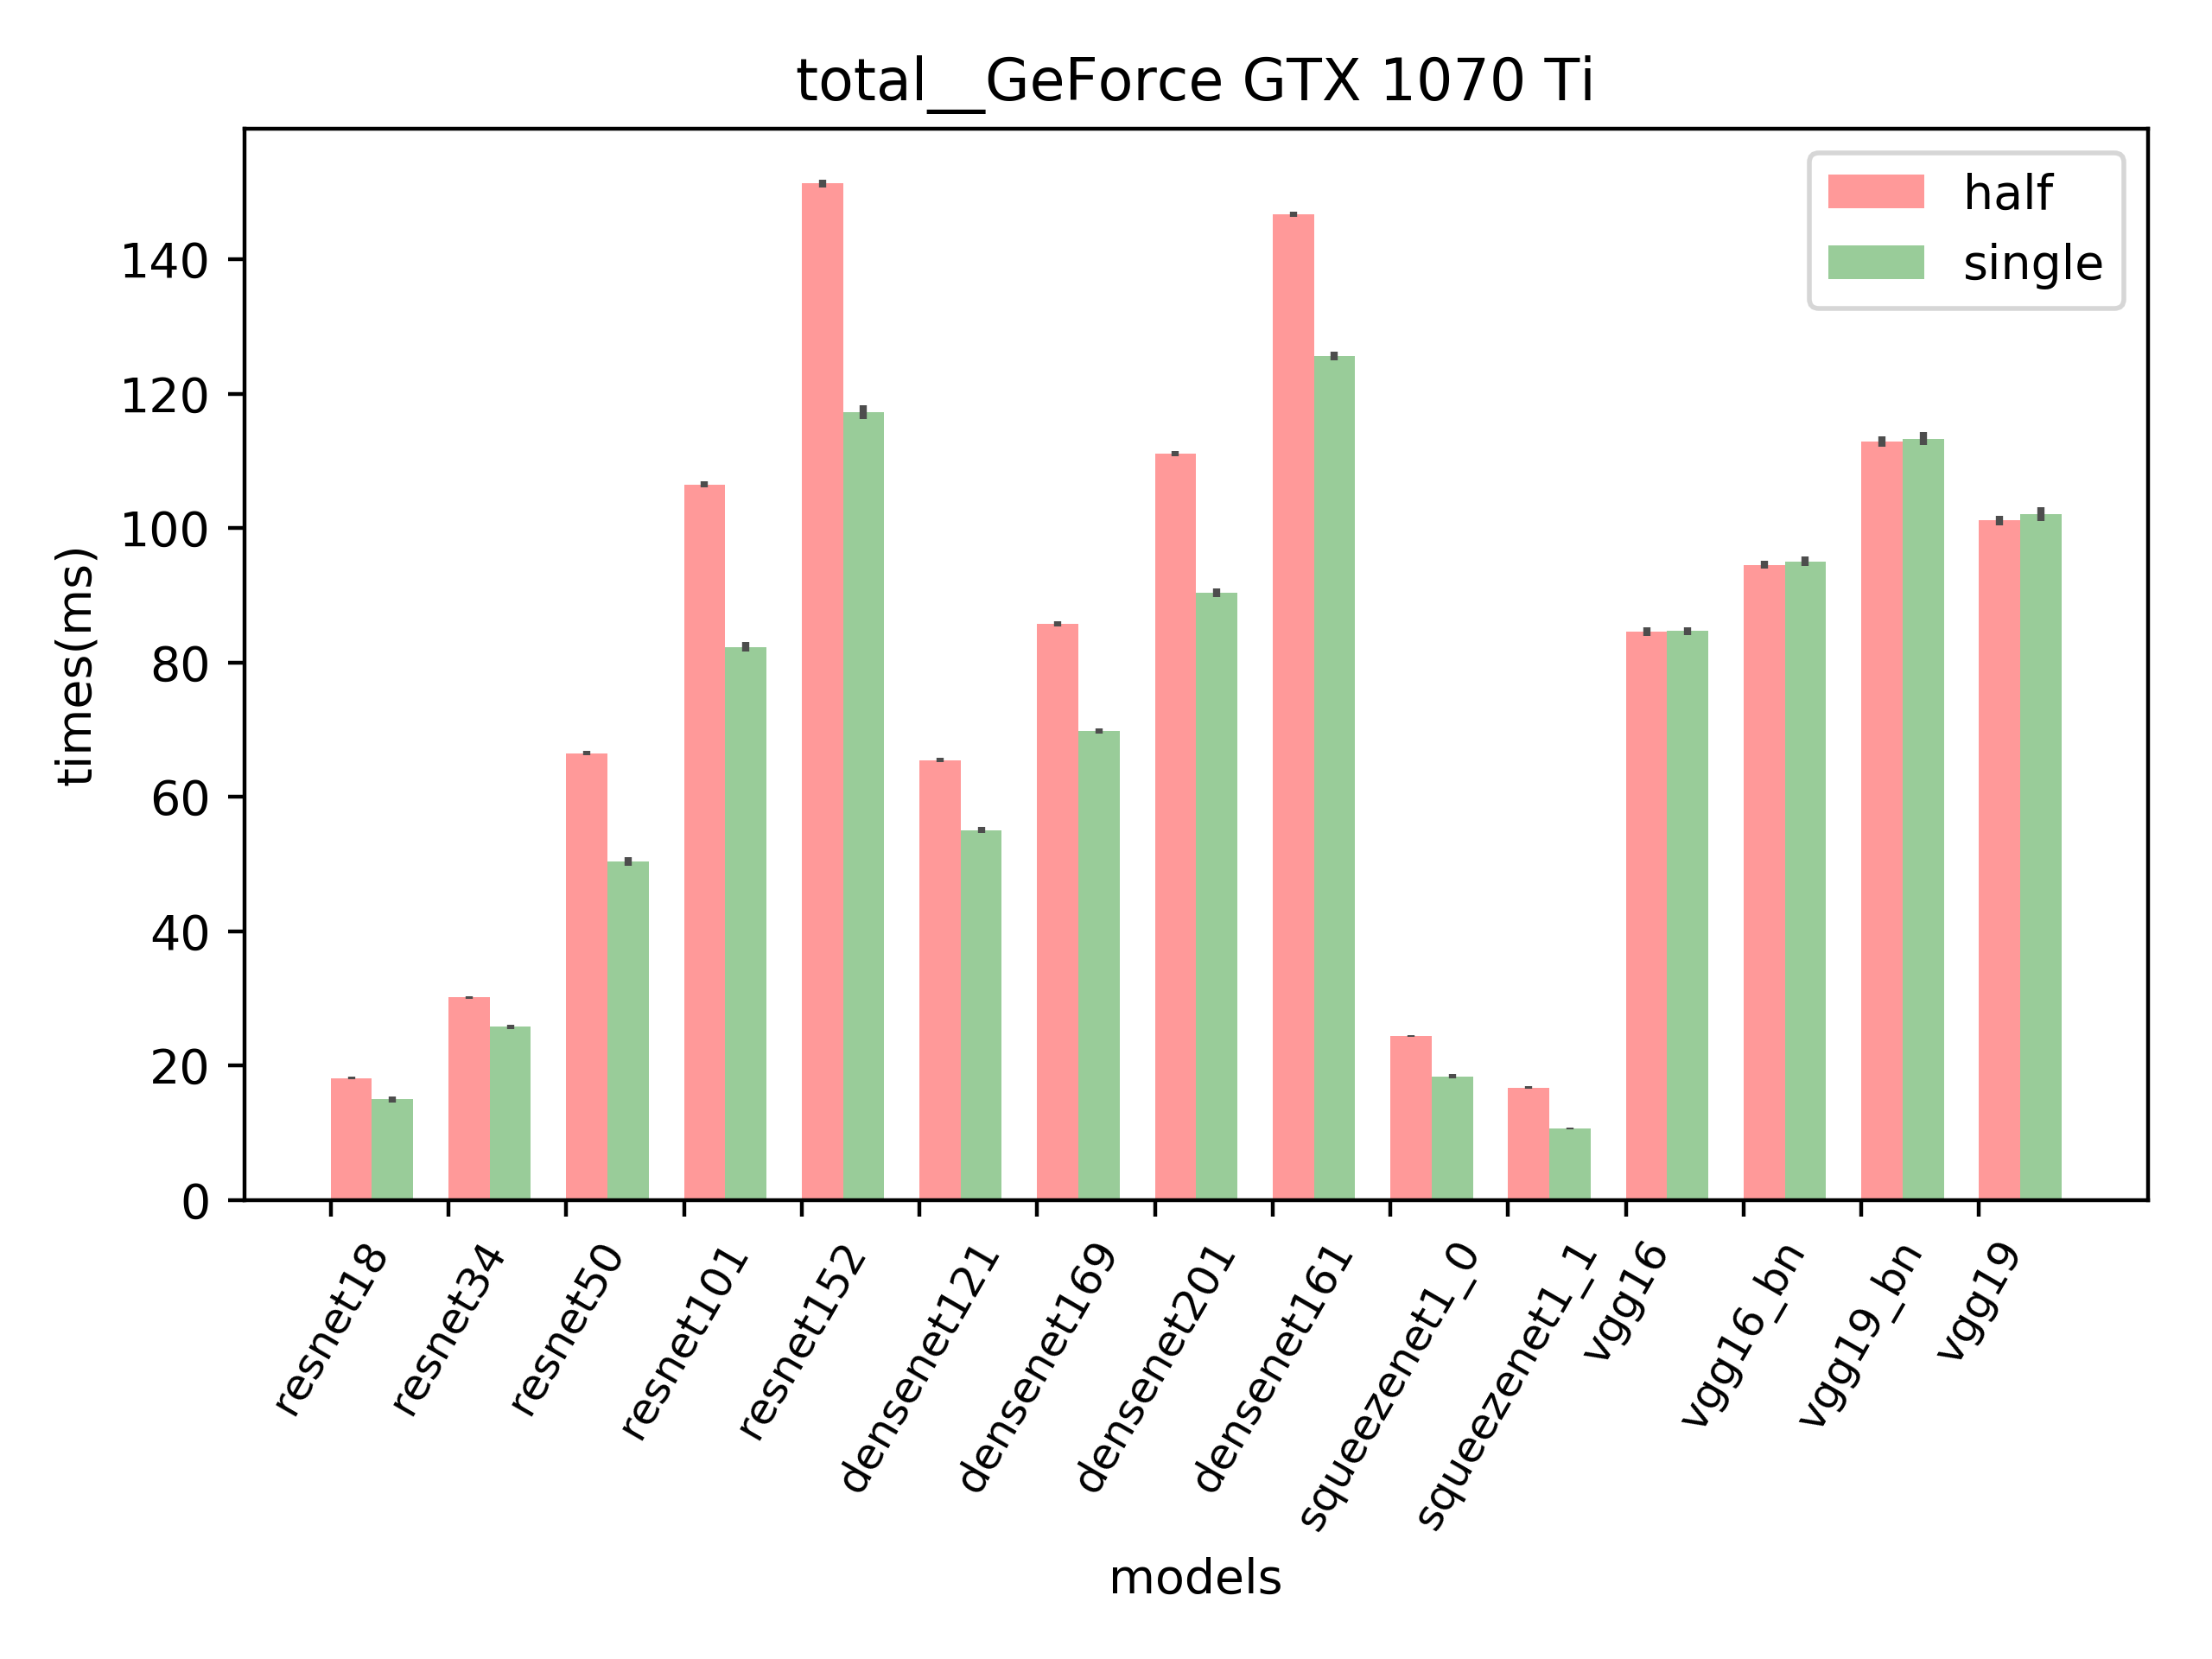 total__GeForce GTX 1070 Ti
half
single
times(ms)
140
120
100
80
60
40
20
0
resnet18
resnet34
resnet50
resnet101
resnet152
densenet121
densenet169
densenet201
densenet161
squeezenet1_0
squeezenet1_1
vgg16
vgg16_bn
vgg19_bn
vgg19
models